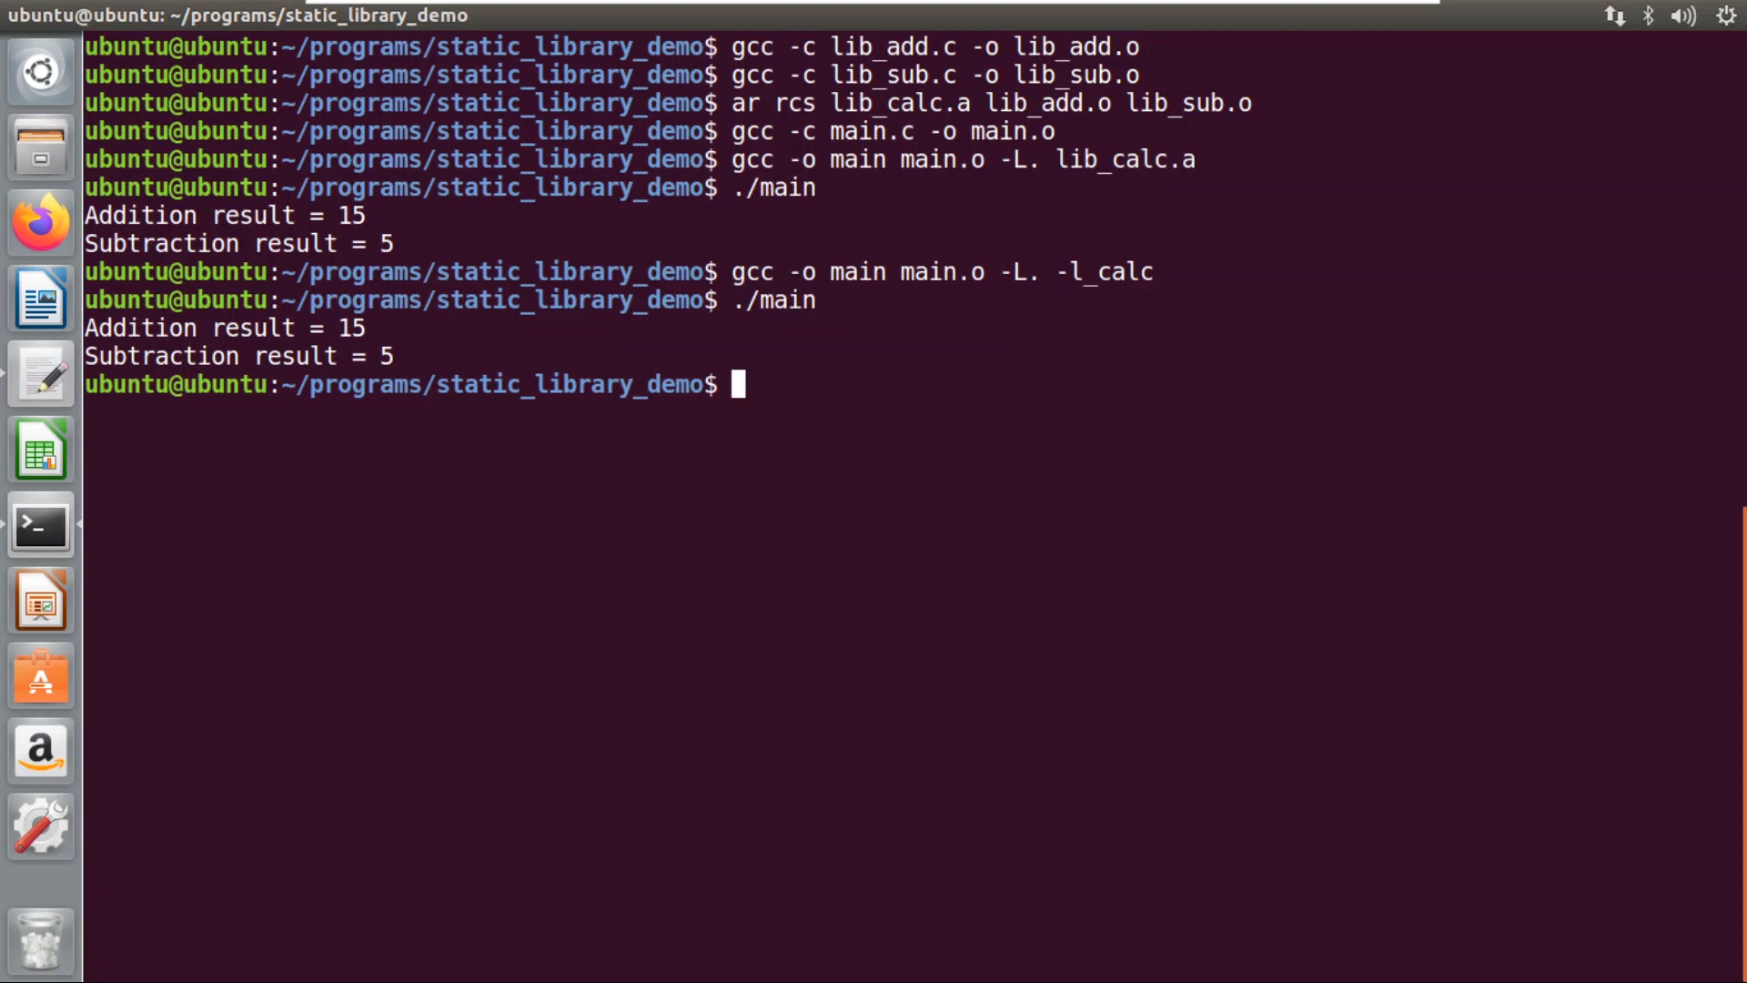 ubuntu@ubuntu: ~/programs/static_library_demo
ubuntu@ubuntu:~/programs/static_library_demo$ gcc -c lib_add.c -o lib_add.o
ubuntu@ubuntu:~/programs/static_library_demo$ gcc -c lib_sub.c -o lib_sub.o
ubuntu@ubuntu:~/programs/static_library_demo$ ar rcs lib_calc.a lib_add.o lib_sub.o
ubuntu@ubuntu:~/programs/static_library_demo$ gcc -c main.c -o main.o
ubuntu@ubuntu:~/programs/static_library_demo$ gcc -o main main.o -L. lib_calc.a
ubuntu@ubuntu:~/programs/static_library_demo$ ./main
Addition result = 15
Subtraction result = 5
ubuntu@ubuntu:~/programs/static_library_demo$ gcc -o main main.o -L. -l_calc
ubuntu@ubuntu:~/programs/static_library_demo$ ./main
Addition result = 15
Subtraction result = 5
ubuntu@ubuntu:~/programs/static_library_demo$